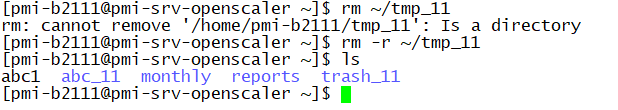 [pmi-b2111@pmi-srv-openscaler ~]$ rm ~/tmp_11
rm: cannot remove '/home/pmi-b2111/tmp_11': Is a directory
[pmi-b2111@pmi-srv-openscaler ~]$ rm -r ~/tmp_11
[pmi-b2111@pmi-srv-openscaler ~]$ ls
abc1  abc_11  monthly  reports  trash_11
[pmi-b2111@pmi-srv-openscaler ~]$